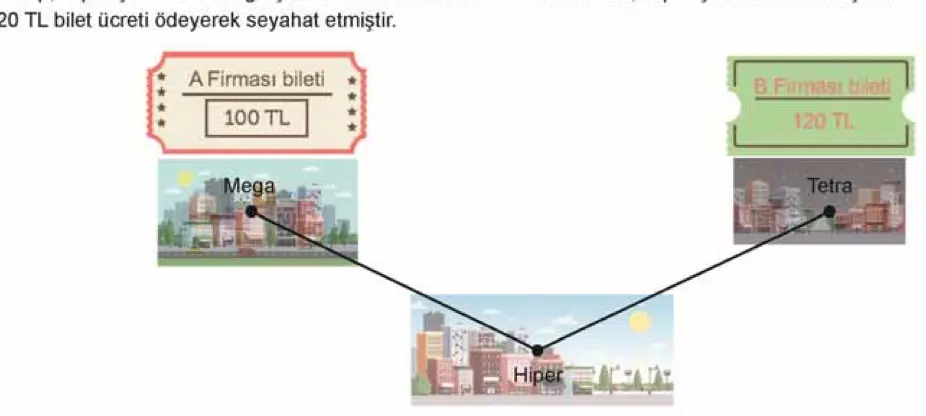 20 TL bilet ücreti ödeyerek seyahat etmiştir.
A Firması bileti
100 TL
B Firması bileti
120 TL
Mega
Tetra
Hiper